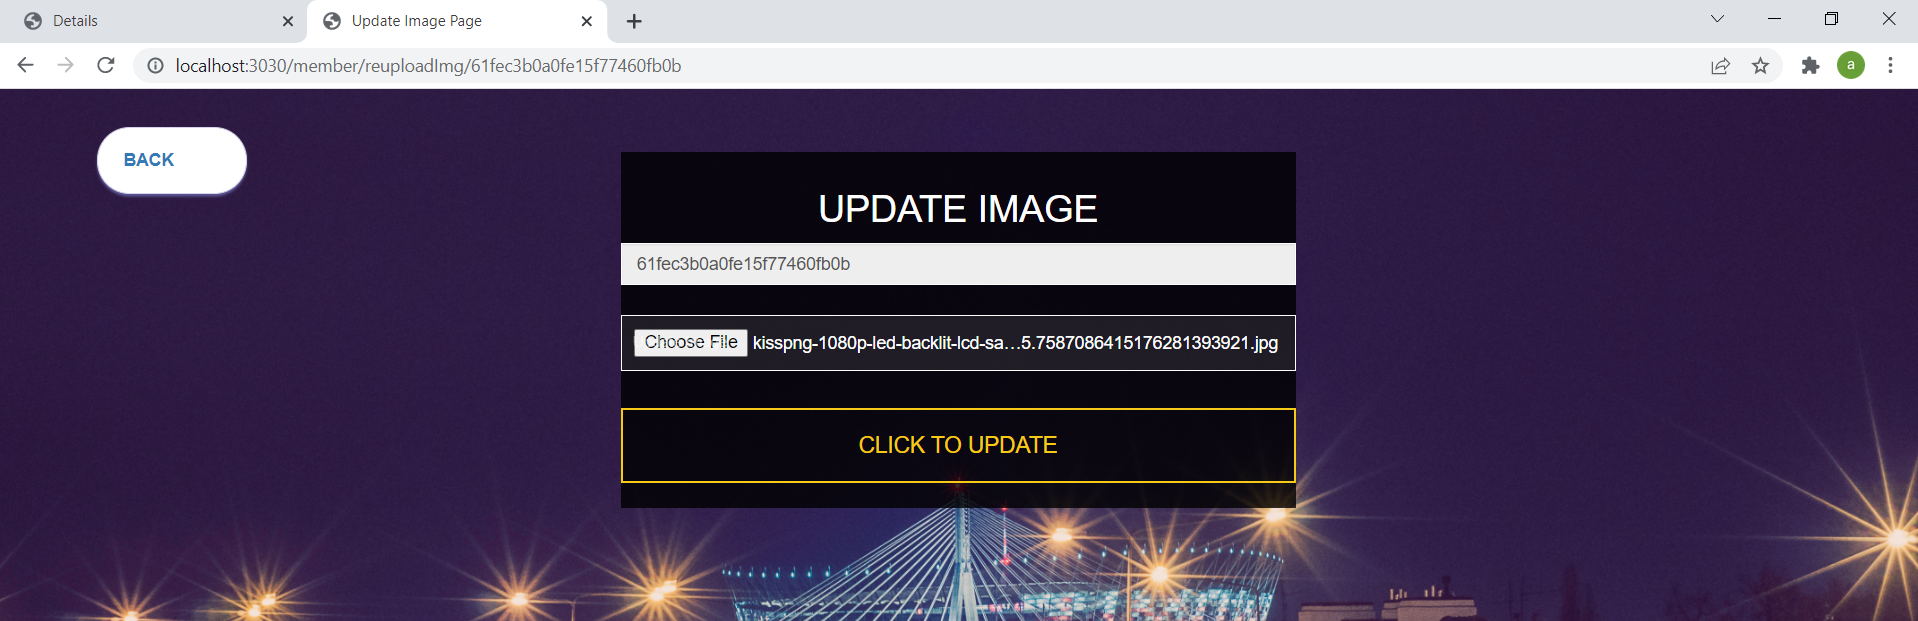 Details
Update Image Page
localhost:3030/member/reuploadImg/61fec3b0a0fe15f77460fb0b
a
BACK
UPDATE IMAGE
61fec3b0a0fe15f77460fb0b
Choose File kisspng-1080p-led-backlit-lcd-sa...5.7587086415176281393921.jpg
CLICK TO UPDATE